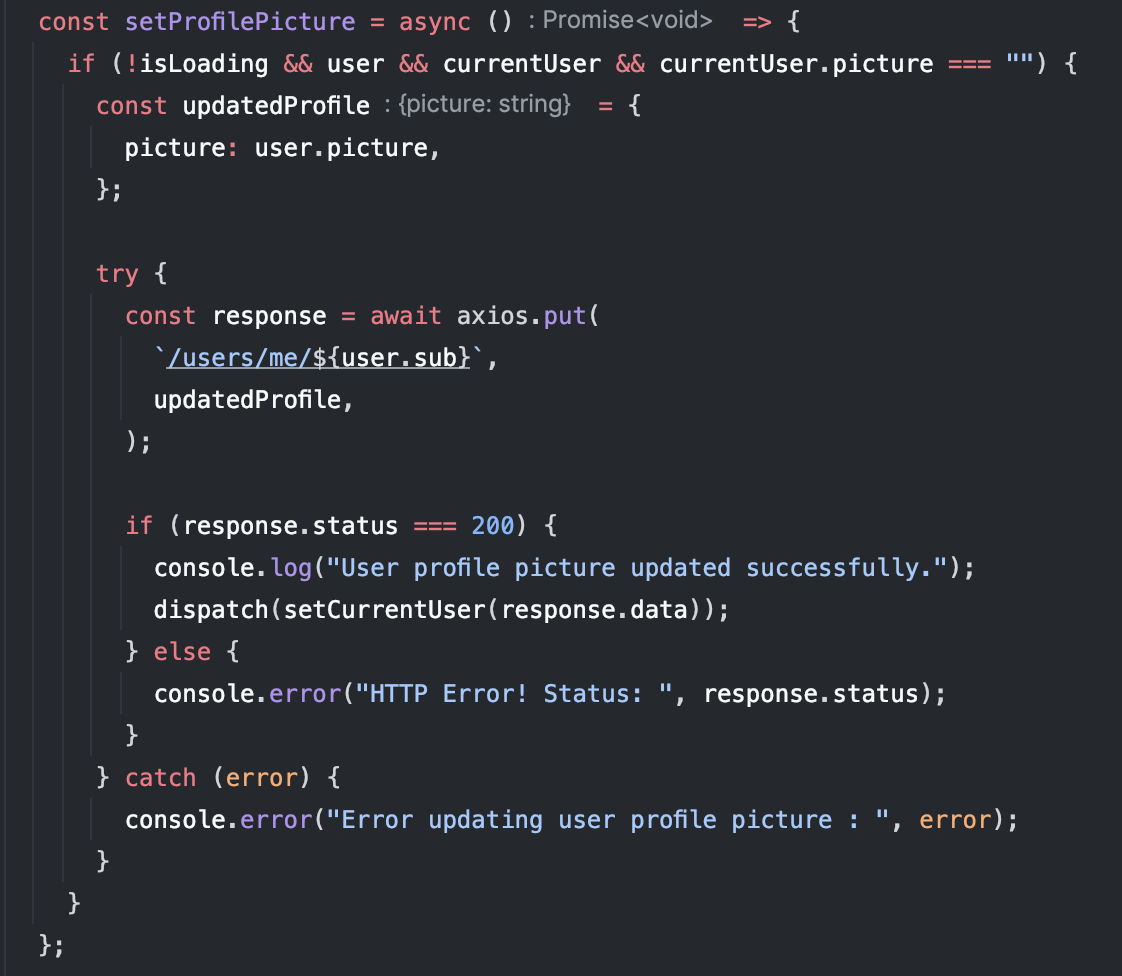 const setProfilePicture = async () : Promise<void> => {
if (!isLoading && user && currentUser && currentUser.picture === "") {
const updatedProfile : {picture: string} = {
picture: user.picture,
};
try {
const response = await axios.put(
`/users/me/${user.sub}`,
updatedProfile,
);
if (response.status === 200) {
console.log("User profile picture updated successfully.");
dispatch(setCurrentUser(response.data));
} else {
console.error("HTTP Error! Status: ", response.status);
}
} catch (error) {
console.error("Error updating user profile picture : ", error);
}
}
};